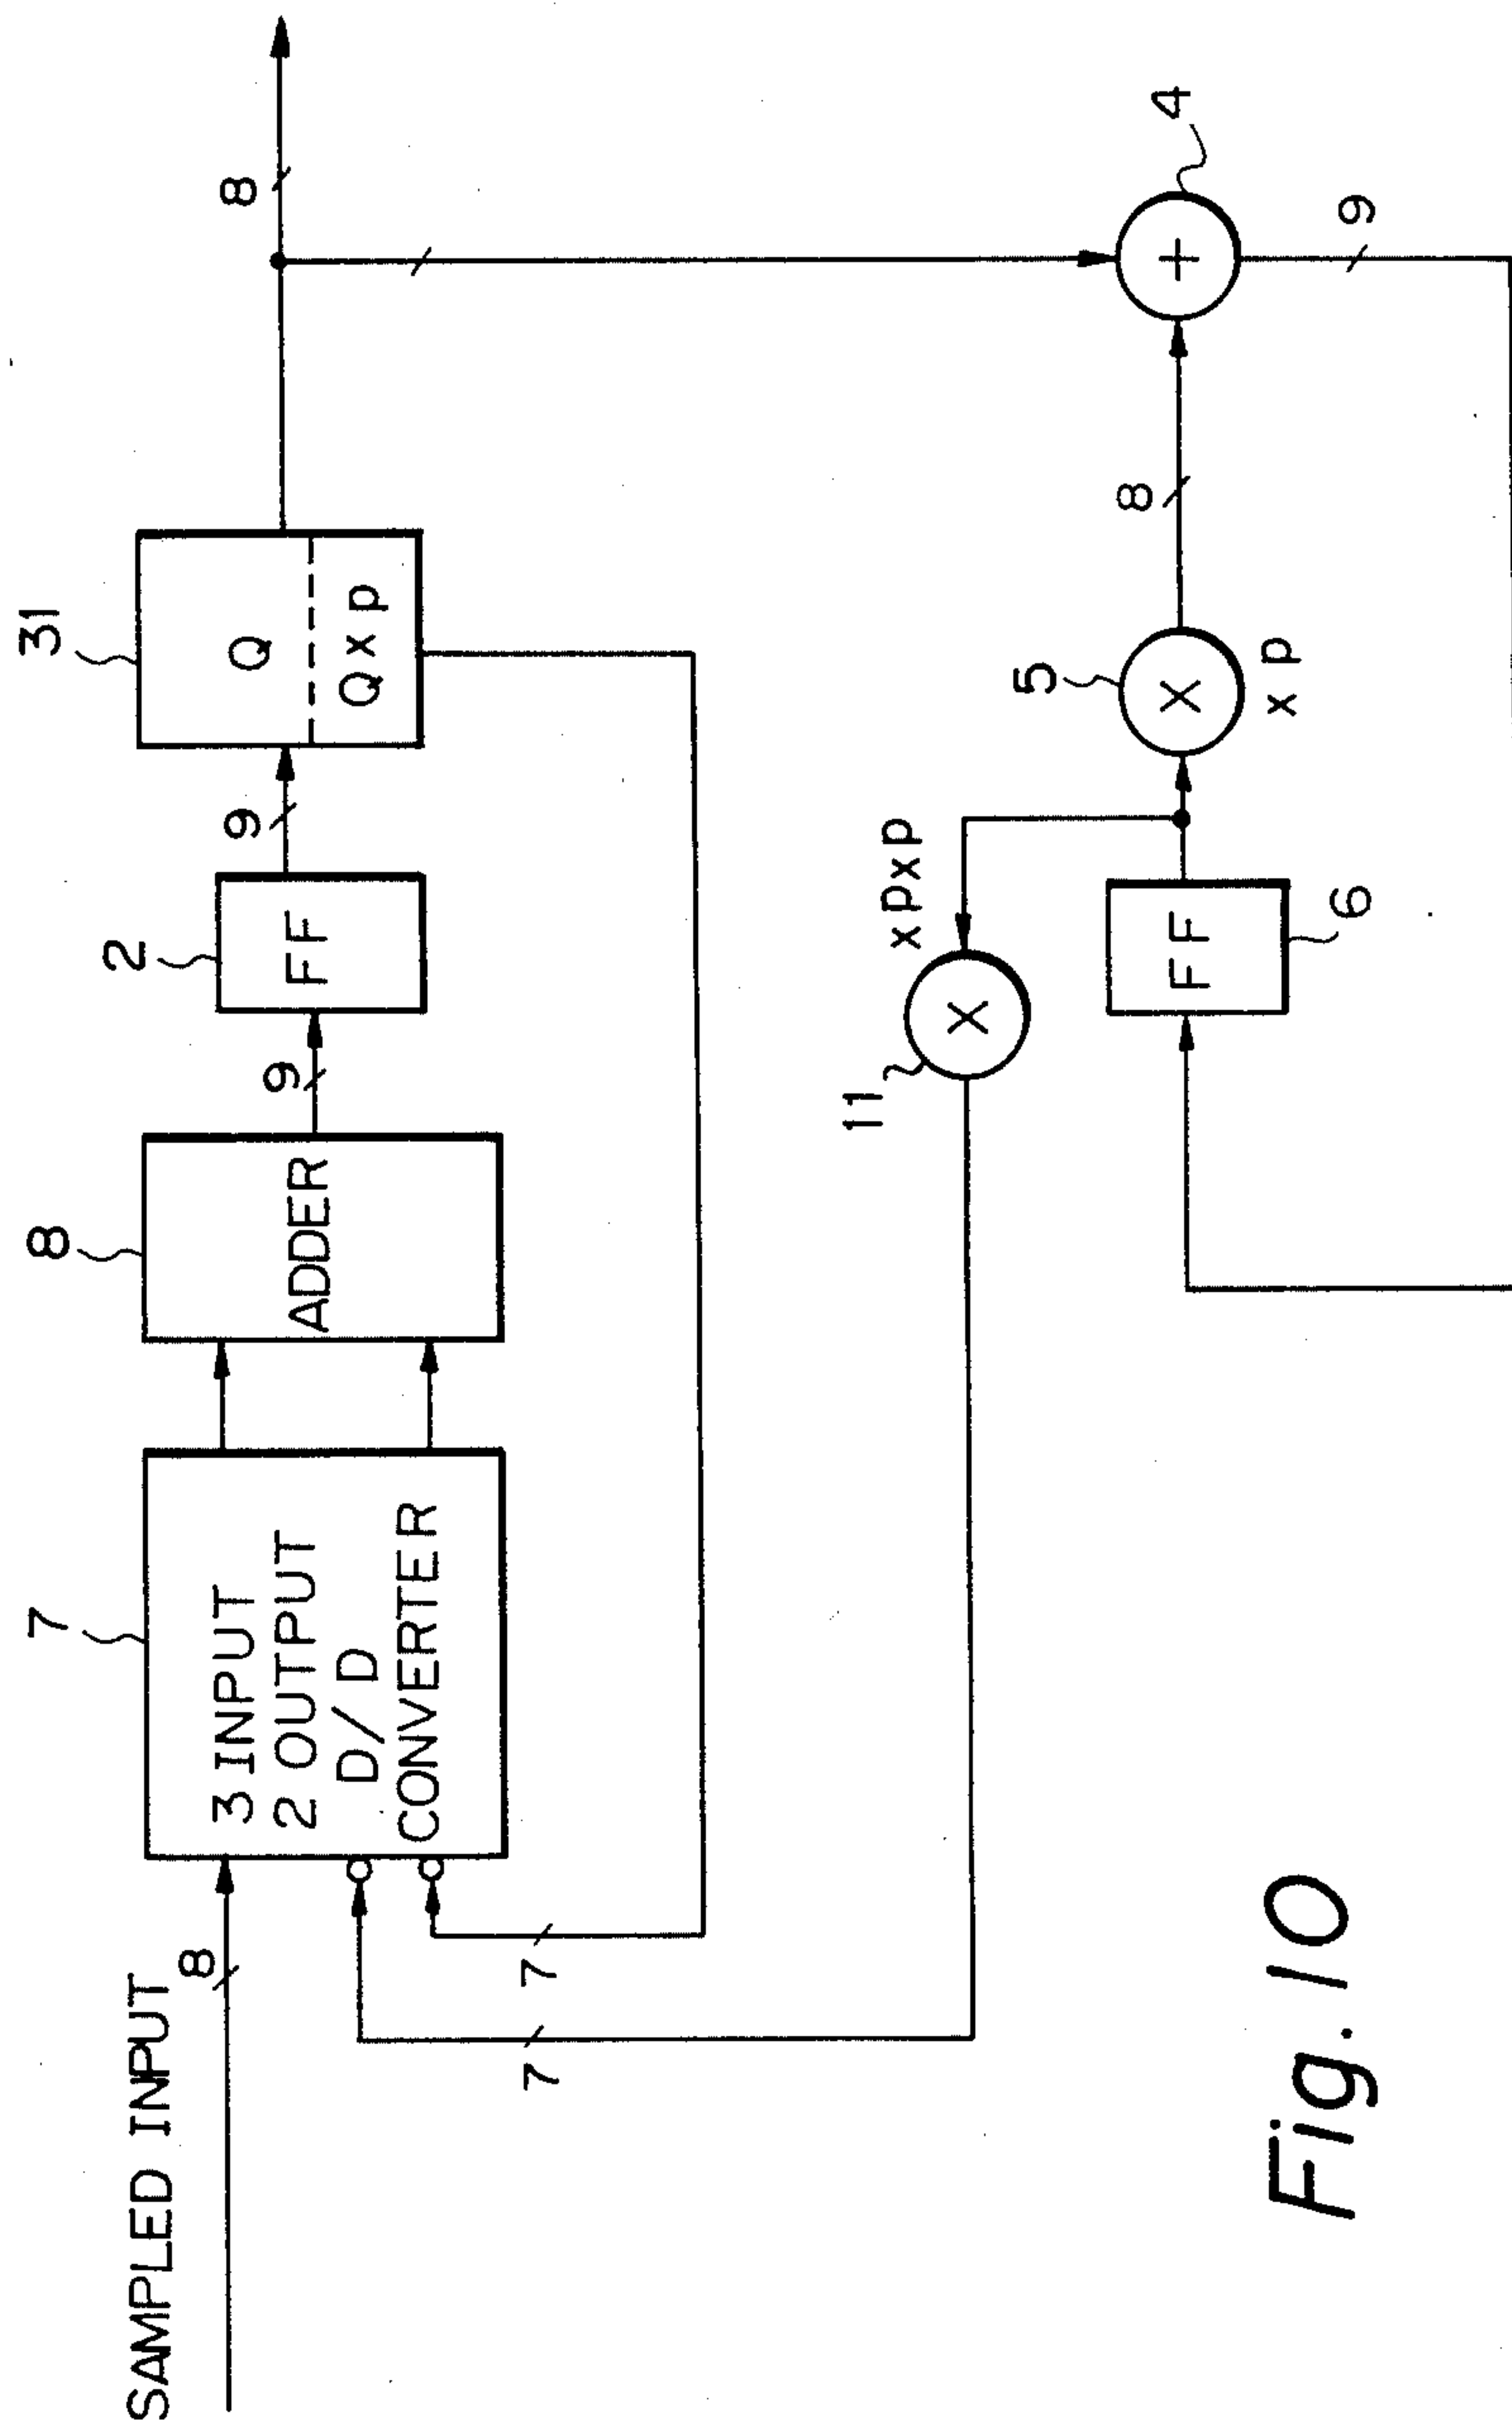 SAMPLED INPUT
8
7
3 INPUT
2 OUTPUT
D/D
CONVERTER
7
7
8
ADDER
9
2
FF
9
31
Q
Q x p
8
11
X
x p x p
6
FF
5
X
x p
8
4
+
9
Fig. 10